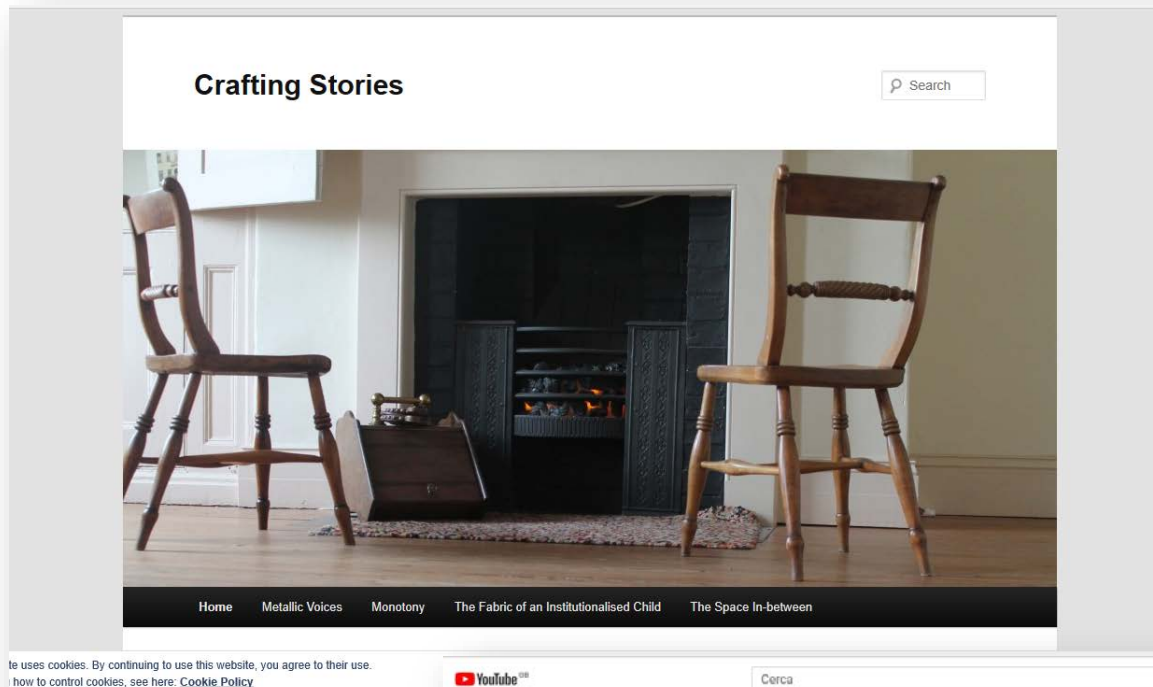 Crafting Stories
Search
Home Metallic Voices Monotony The Fabric of an Institutionalised Child The Space In-between
te uses cookies. By continuing to use this website, you agree to their use.
how to control cookies, see here: Cookie Policy
YouTube GB
Cerca